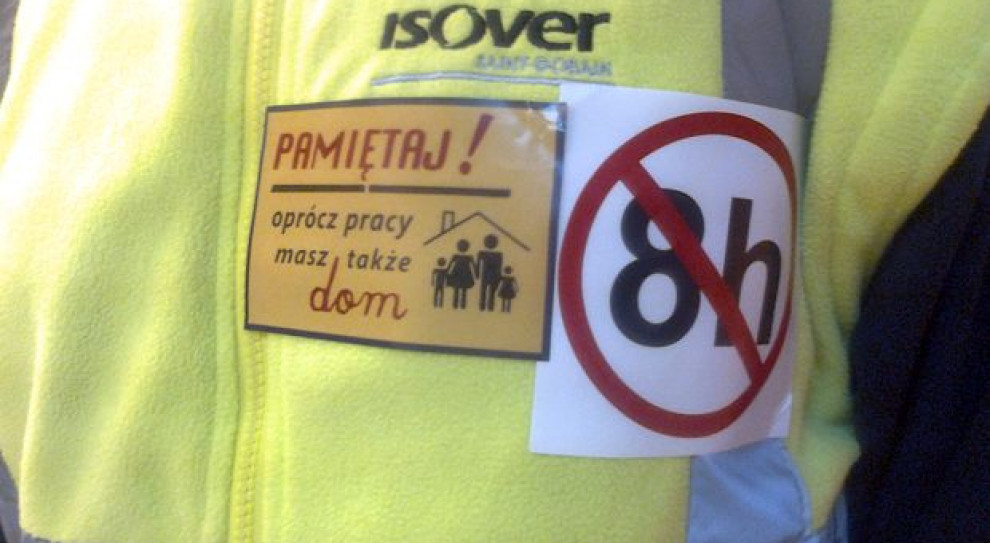 ISOver
SAINT-GOBAIN
PAMIĘTAJ!
oprócz pracy
masz także
dom
8h